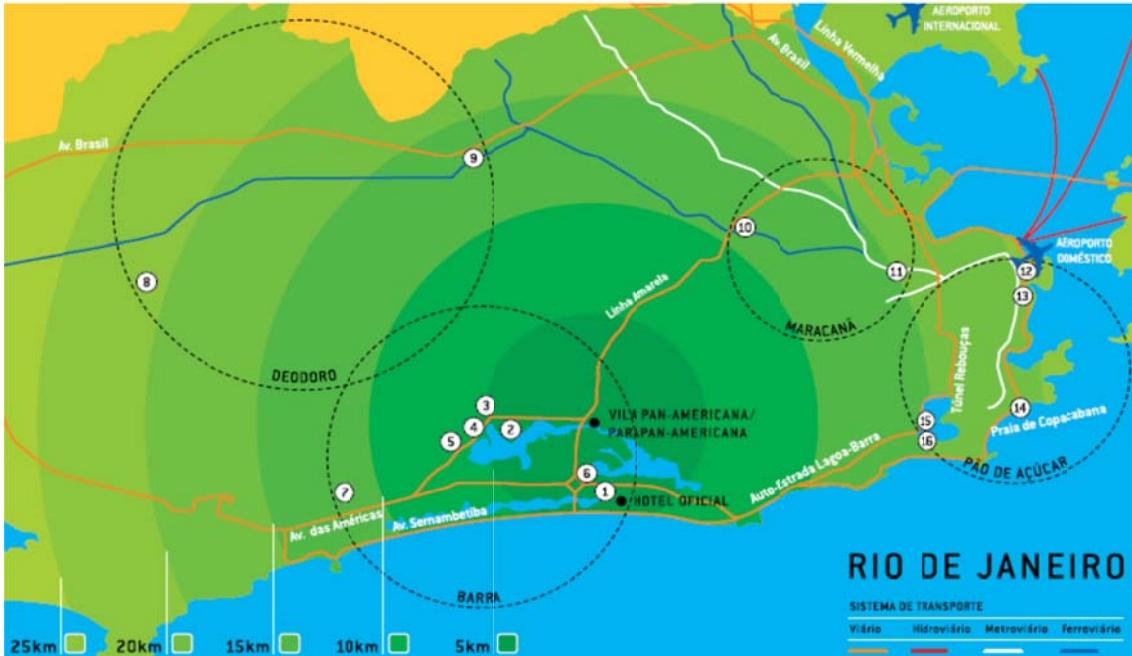 AEROPORTO
INTERNACIONAL
Linha Vermelha
Av. Brasil
Av. Brasil
9
10
AEROPORTO
DOMÉSTICO
8
11
12
13
Linha Amarela
MARACANÃ
Túnel Rebouças
DEODORO
3
VILA PAN-AMERICANA/
PARAPAN-AMERICANA
4
2
5
14
Praia de Copacabana
15
16
PÃO DE AÇÚCAR
Auto-Estrada Lagoa-Barra
6
7
1
HOTEL OFICIAL
Av. das Américas
Av. Sernambetiba
BARRA
RIO DE JANEIRO
SISTEMA DE TRANSPORTE
Viário Hidroviário Metroviário Ferroviário
25km 20km 15km 10km 5km